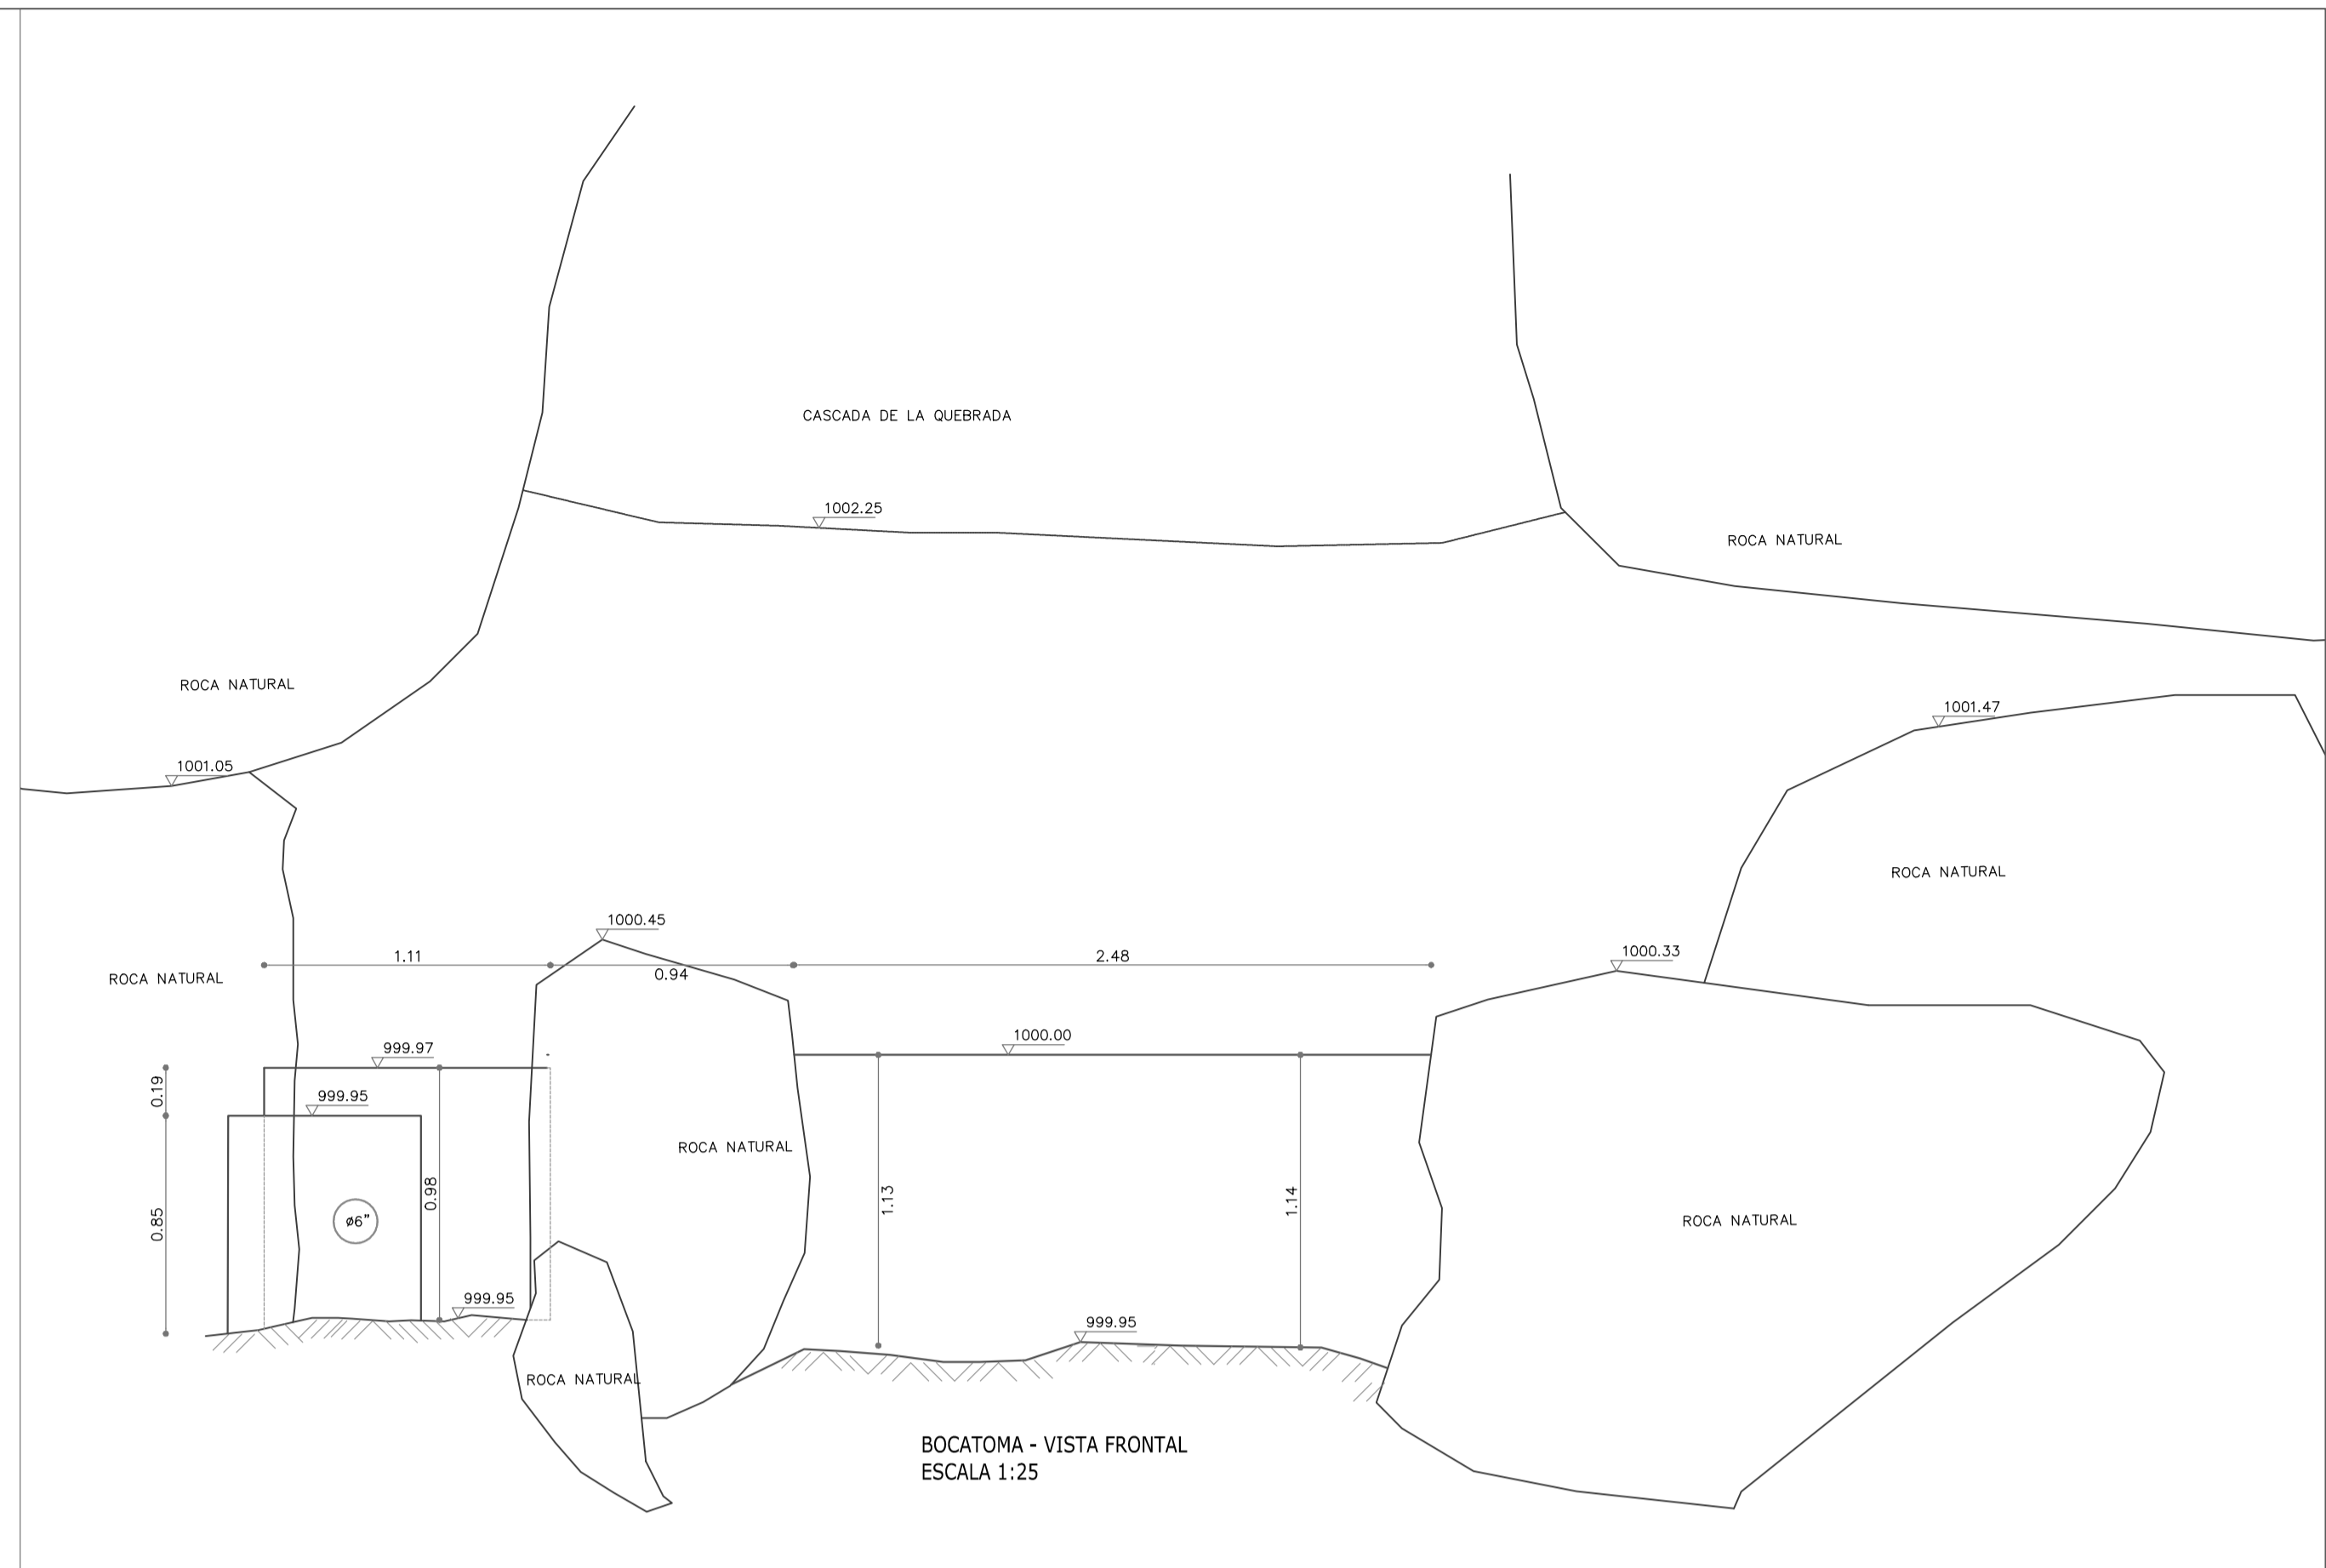 CASCADA DE LA QUEBRADA
1002.25
ROCA NATURAL
ROCA NATURAL
1001.47
1001.05
ROCA NATURAL
1000.45
1000.33
1.11
0.94
2.48
ROCA NATURAL
1000.00
999.97
0.19
999.95
ROCA NATURAL
0.98
0.85
ø6"
1.13
1.14
ROCA NATURAL
999.95
999.95
ROCA NATURAL
BOCATOMA - VISTA FRONTAL
ESCALA 1:25